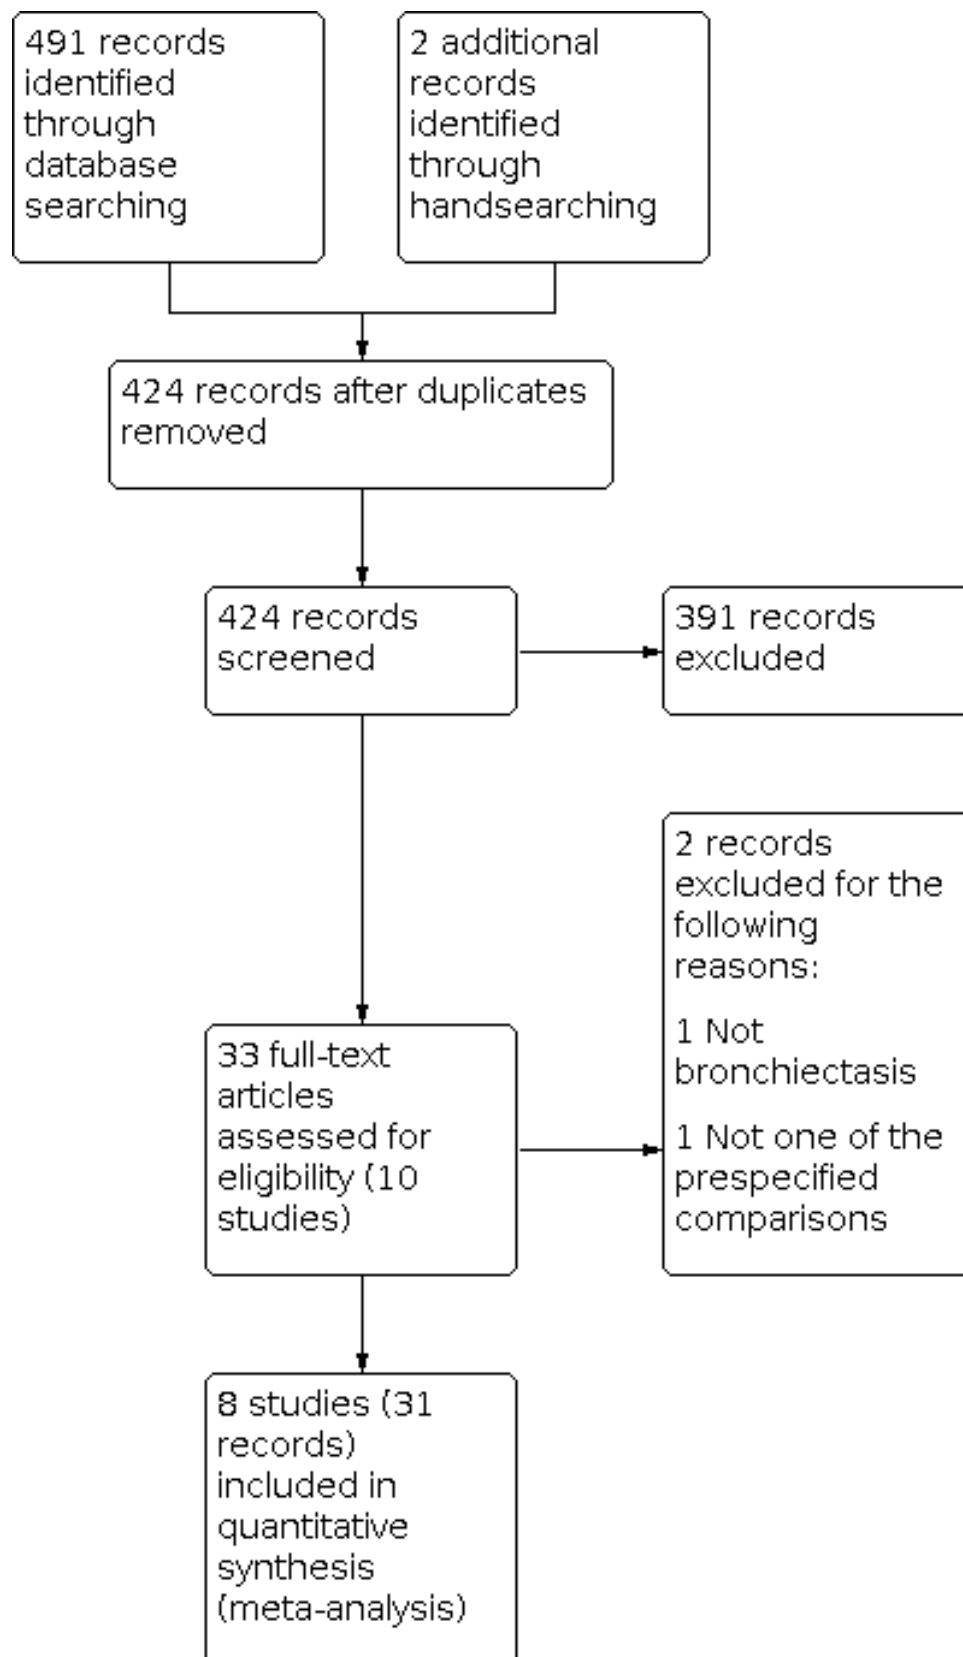 491 records
identified
through
database
searching
2 additional
records
identified
through
handsearching
424 records after duplicates
removed
424 records
screened
391 records
excluded
2 records
excluded for the
following
reasons:
1 Not
bronchiectasis
1 Not one of the
prespecified
comparisons
33 full-text
articles
assessed for
eligibility (10
studies)
8 studies (31
records)
included in
quantitative
synthesis
(meta-analysis)